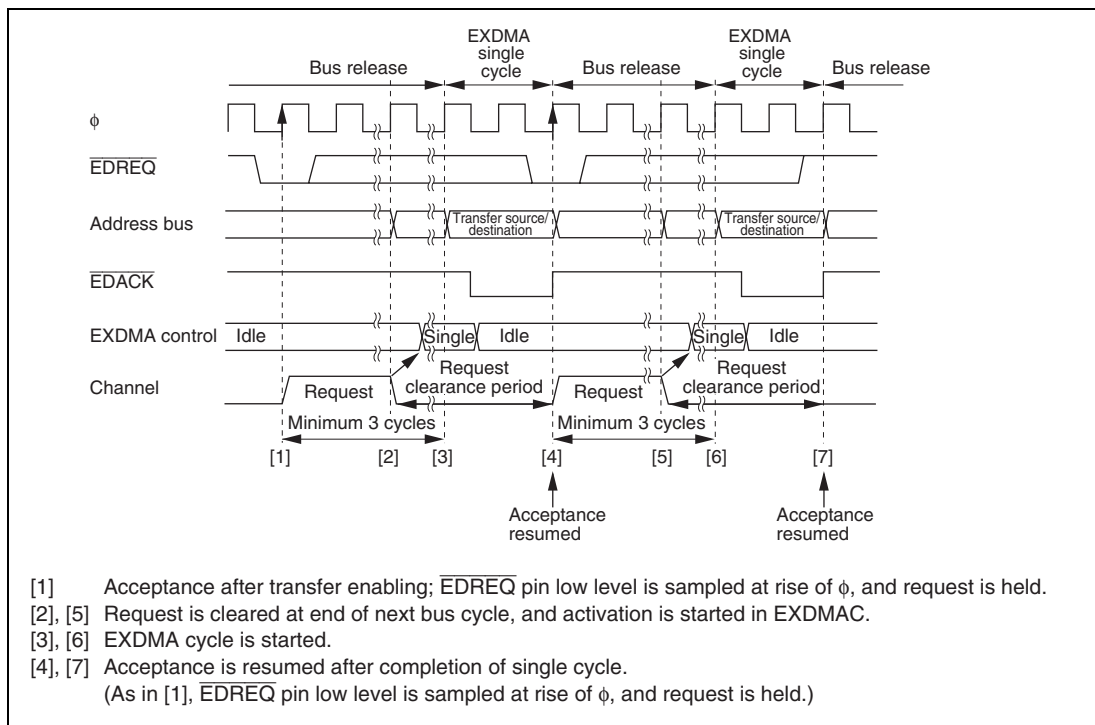 EXDMA single cycle
EXDMA single cycle
Bus release
Bus release
Bus release
φ
EDREQ
Address bus
Transfer source/
destination
Transfer source/
destination
EDACK
EXDMA control
Idle
Single
Idle
Single
Idle
Channel
Request
Request clearance period
Request
Request clearance period
Minimum 3 cycles
Minimum 3 cycles
[1]
[2]
[3]
[4]
[5]
[6]
[7]
Acceptance resumed
Acceptance resumed
[1] Acceptance after transfer enabling; EDREQ pin low level is sampled at rise of φ, and request is held.
[2], [5] Request is cleared at end of next bus cycle, and activation is started in EXDMAC.
[3], [6] EXDMA cycle is started.
[4], [7] Acceptance is resumed after completion of single cycle.
(As in [1], EDREQ pin low level is sampled at rise of φ, and request is held.)